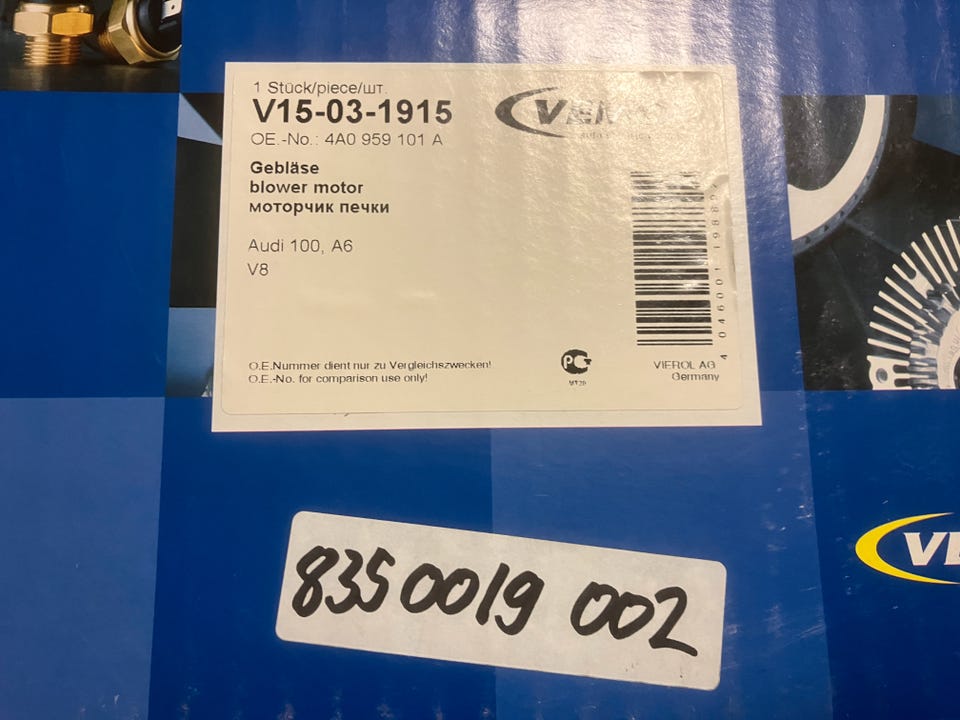 1 Stück/piece/шт.
V15-03-1915
OE.-No.: 4A0 959 101 A
Gebläse
blower motor
моторчик печки
Audi 100, A6
V8
O.E.Nummer dient nur zu Vergleichszwecken!
O.E.-No. for comparison use only!
VIEROL AG
Germany
8350019 002